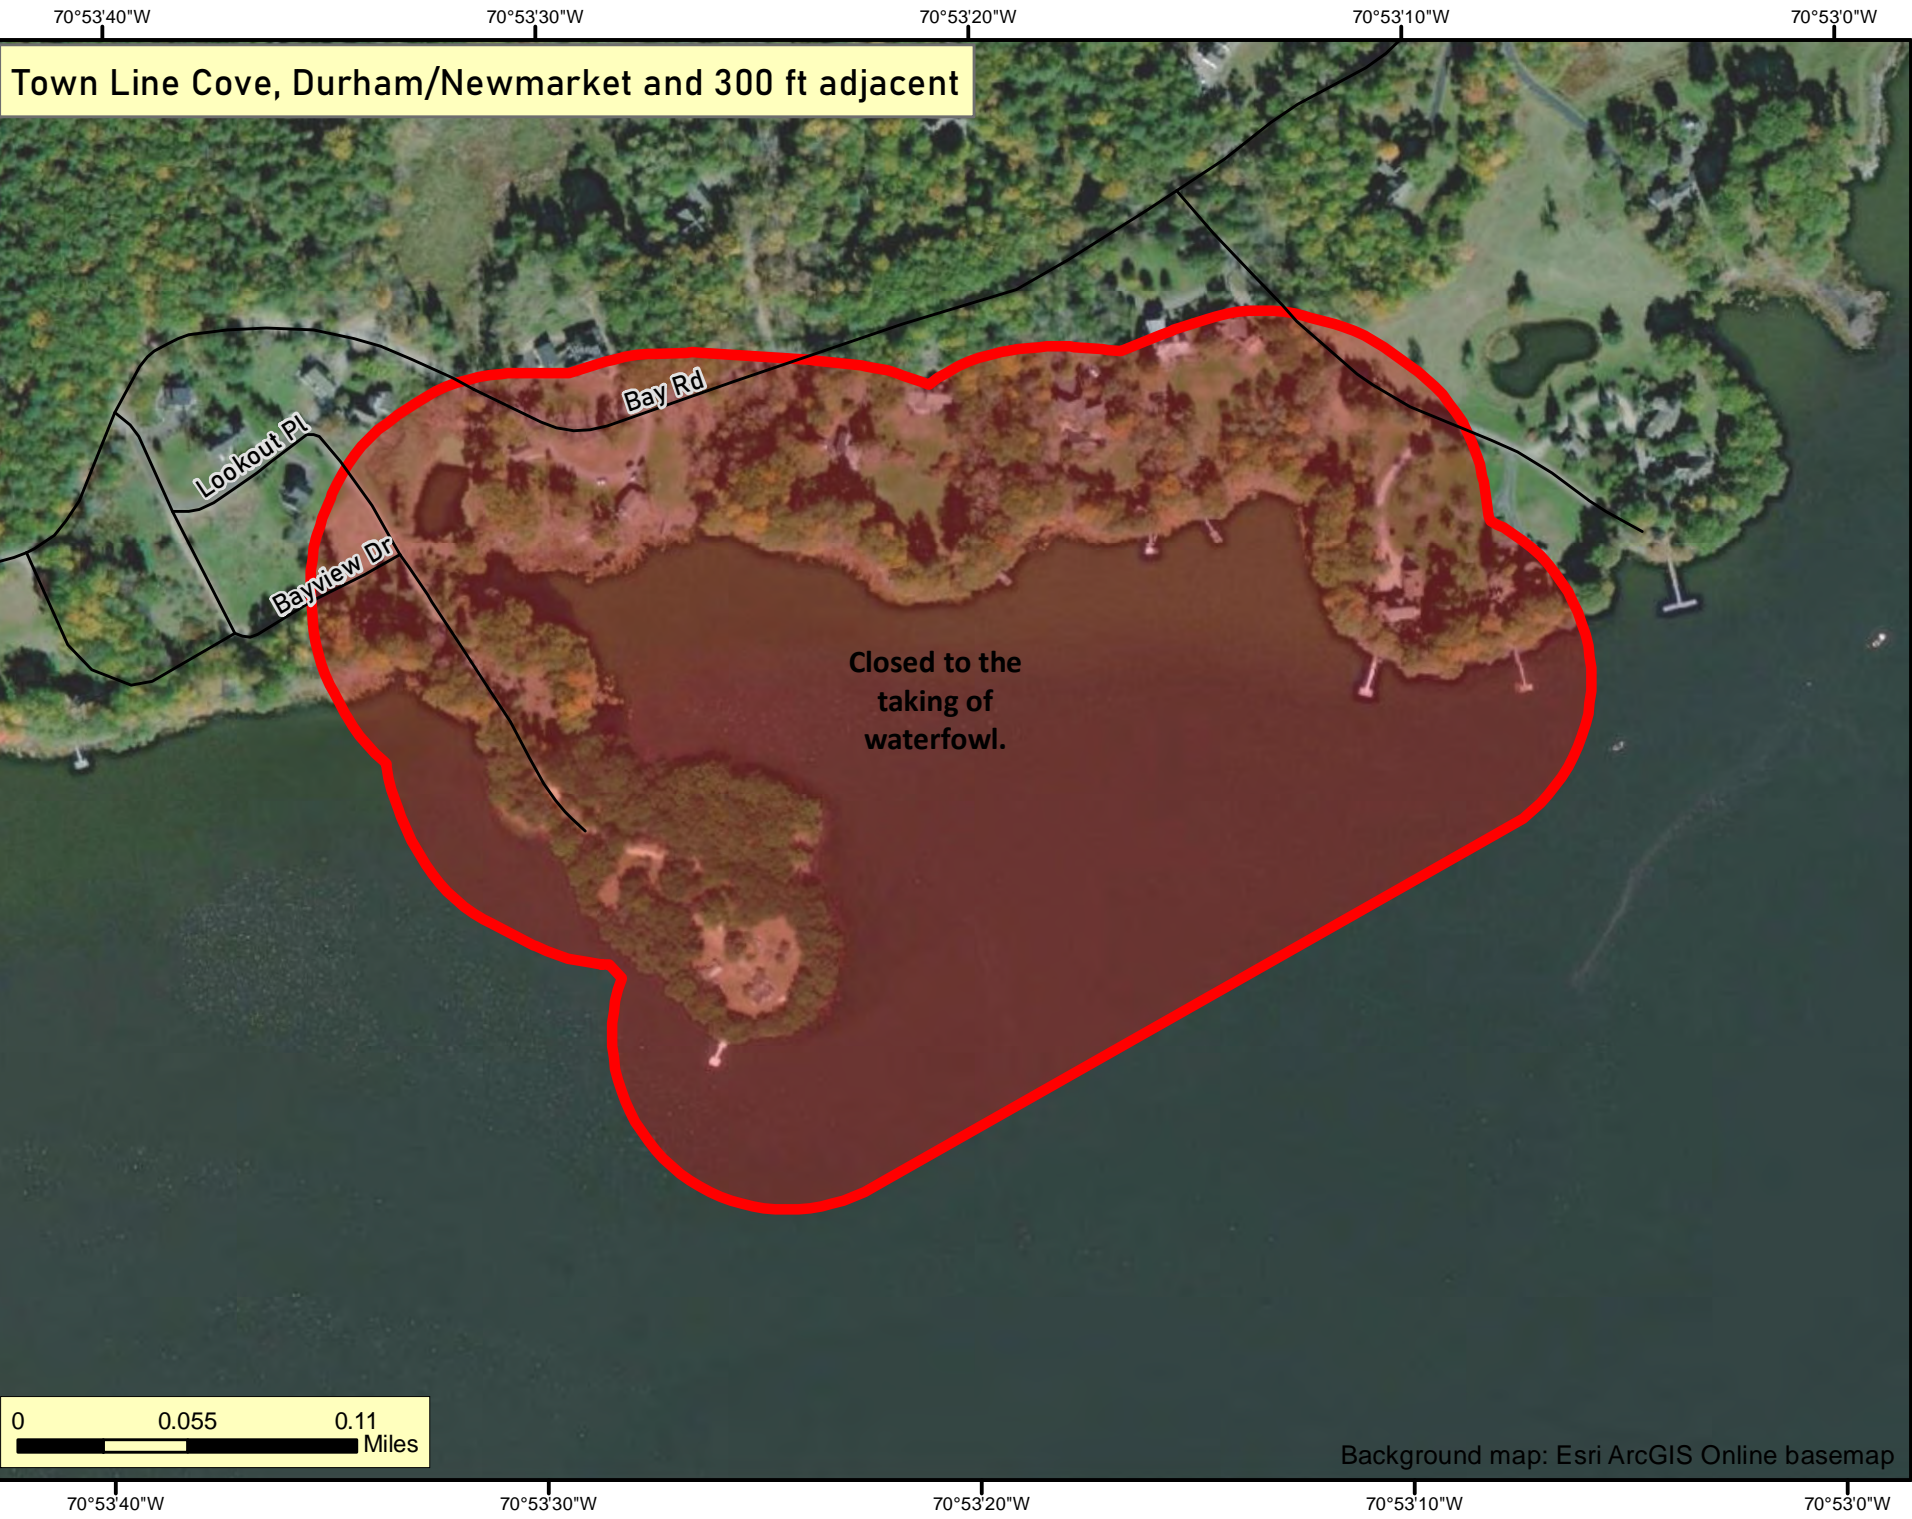 70°53'40"W 70°53'30"W 70°53'20"W 70°53'10"W 70°53'0"W
Town Line Cove, Durham/Newmarket and 300 ft adjacent
Bay Rd
Lookout Pl
Bayview Dr
Closed to the
taking of
waterfowl.
0 0.055 0.11
Miles
Background map: Esri ArcGIS Online basemap
70°53'40"W 70°53'30"W 70°53'20"W 70°53'10"W 70°53'0"W